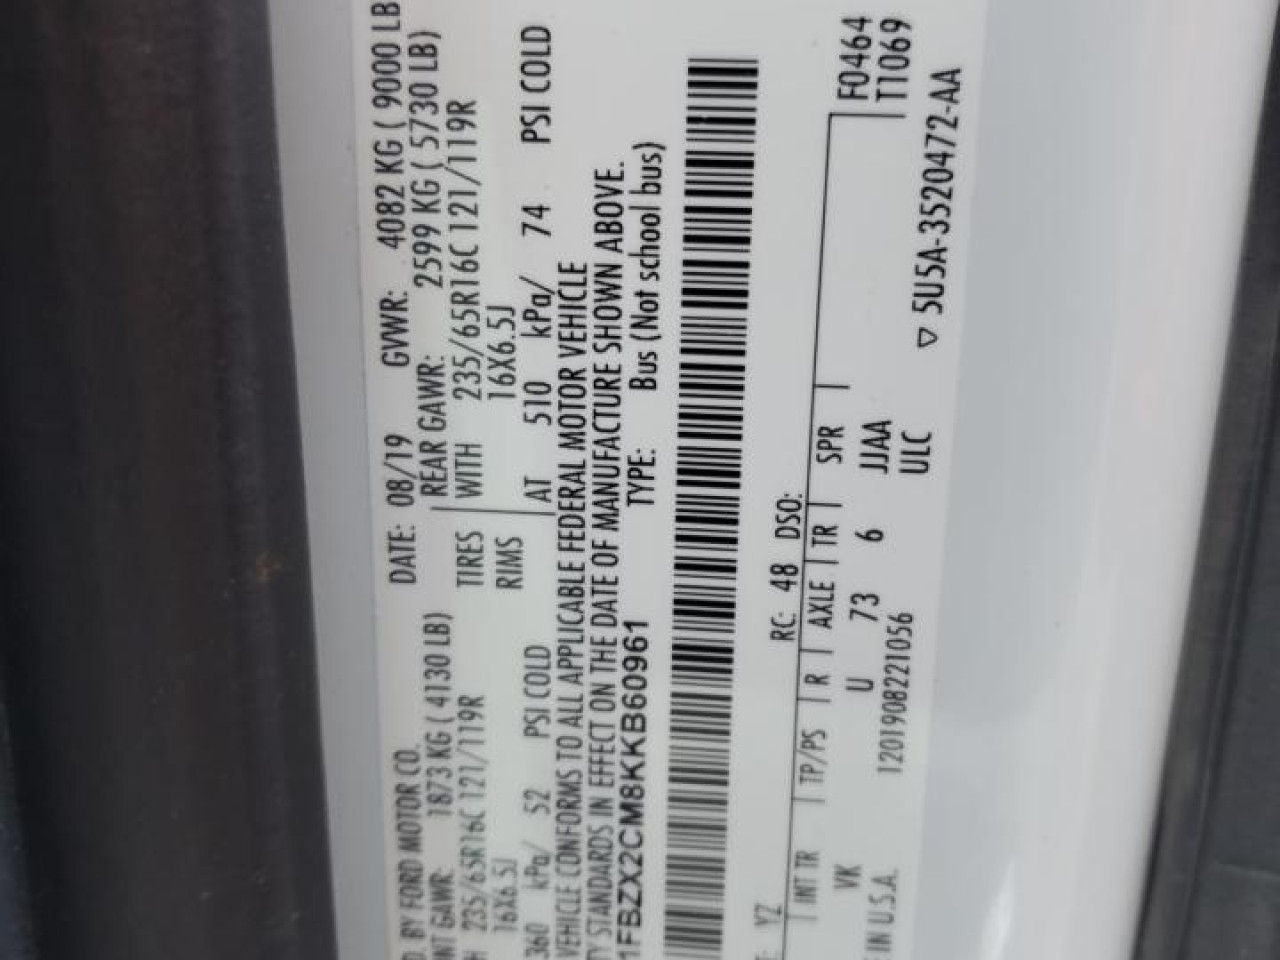 D BY FORD MOTOR CO. DATE: 08/19 GVWR: 4082 KG ( 9000 LB
NT GAWR: 1873 KG ( 4130 LB) REAR GAWR: 2599 KG ( 5730 LB)
H 235/65R16C 121/119R TIRES WITH 235/65R16C 121/119R
16X6.5J RIMS 16X6.5J
360 kPa/ 52 PSI COLD AT 510 kPa/ 74 PSI COLD
VEHICLE CONFORMS TO ALL APPLICABLE FEDERAL MOTOR VEHICLE
TY STANDARDS IN EFFECT ON THE DATE OF MANUFACTURE SHOWN ABOVE.
1FBZX2CM8KKB60961 TYPE: Bus (Not school bus)
E: YZ RC: 48 DSO: F0464
INT TR TP/PS R AXLE TR SPR T1069
VK U 73 6 JJAA
E IN U.S.A. 1201908221056 ULC ▽ 5U5A-3520472-AA